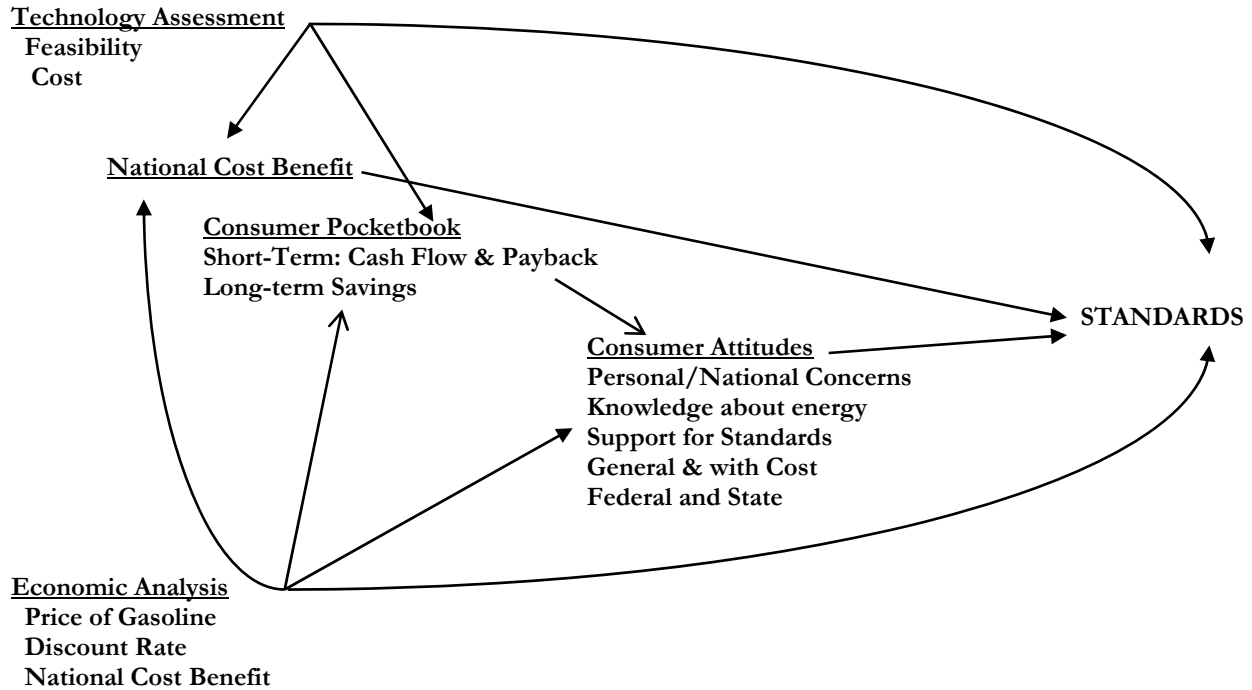 Technology Assessment
Feasibility
Cost
National Cost Benefit
Consumer Pocketbook
Short-Term: Cash Flow & Payback
Long-term Savings
STANDARDS
Consumer Attitudes
Personal/National Concerns
Knowledge about energy
Support for Standards
General & with Cost
Federal and State
Economic Analysis
Price of Gasoline
Discount Rate
National Cost Benefit